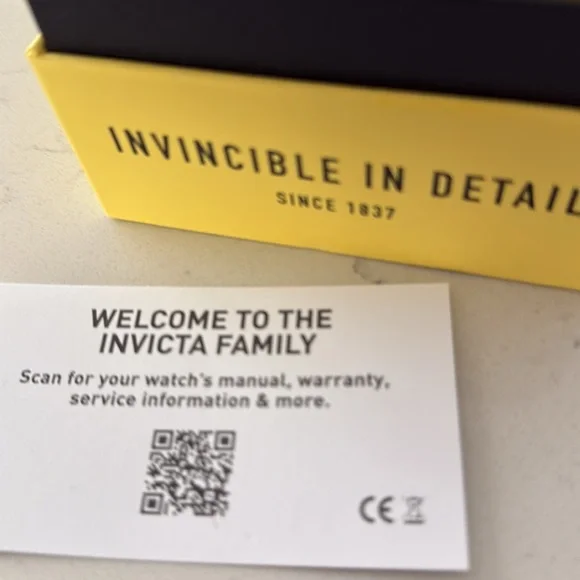 INVINCIBLE IN DETAIL
SINCE 1837
WELCOME TO THE
INVICTA FAMILY
Scan for your watch's manual, warranty,
service information & more.
CE